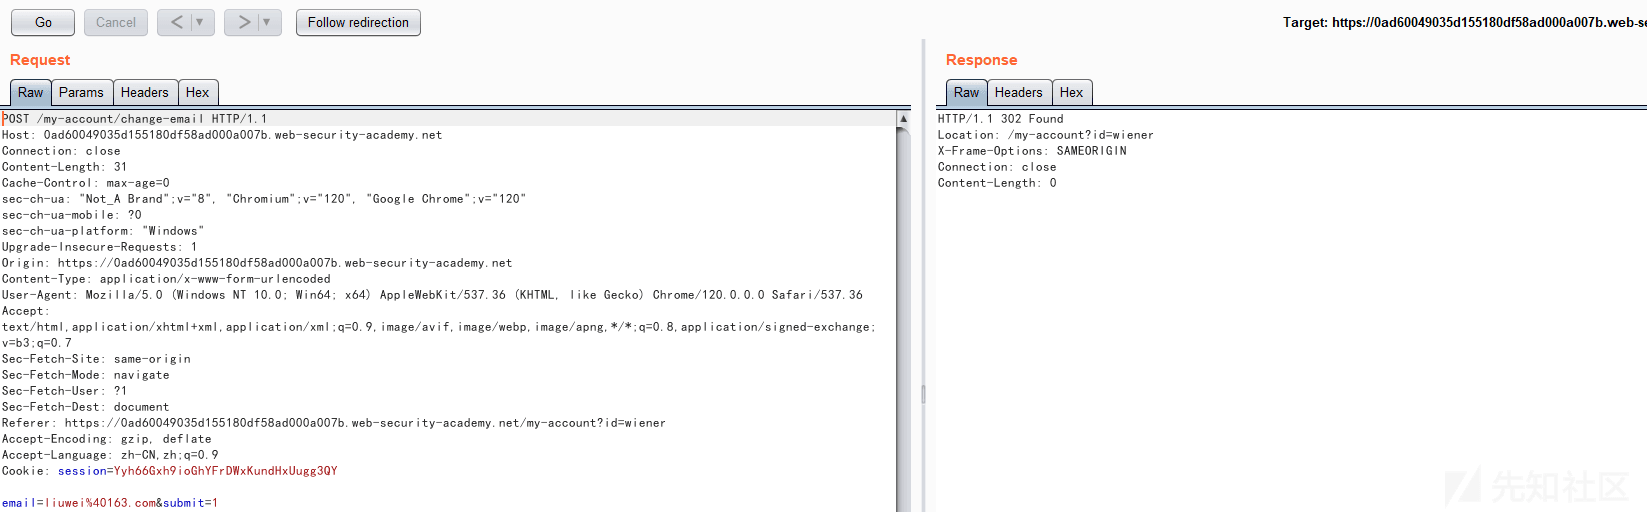 Go Cancel < > Follow redirection Target: https://0ad60049035d155180df58ad000a007b.web-se
Request
Raw Params Headers Hex
POST /my-account/change-email HTTP/1.1
Host: 0ad60049035d155180df58ad000a007b.web-security-academy.net
Connection: close
Content-Length: 31
Cache-Control: max-age=0
sec-ch-ua: "Not_A Brand";v="8", "Chromium";v="120", "Google Chrome";v="120"
sec-ch-ua-mobile: ?0
sec-ch-ua-platform: "Windows"
Upgrade-Insecure-Requests: 1
Origin: https://0ad60049035d155180df58ad000a007b.web-security-academy.net
Content-Type: application/x-www-form-urlencoded
User-Agent: Mozilla/5.0 (Windows NT 10.0; Win64; x64) AppleWebKit/537.36 (KHTML, like Gecko) Chrome/120.0.0.0 Safari/537.36
Accept:
text/html,application/xhtml+xml,application/xml;q=0.9,image/avif,image/webp,image/apng,*/*;q=0.8,application/signed-exchange;
v=b3;q=0.7
Sec-Fetch-Site: same-origin
Sec-Fetch-Mode: navigate
Sec-Fetch-User: ?1
Sec-Fetch-Dest: document
Referer: https://0ad60049035d155180df58ad000a007b.web-security-academy.net/my-account?id=wiener
Accept-Encoding: gzip, deflate
Accept-Language: zh-CN,zh;q=0.9
Cookie: session=Yyh66Gxh9ioGhYFrDWxKundHxUugg3QY
email=liuwei%40163.com&submit=1
Response
Raw Headers Hex
HTTP/1.1 302 Found
Location: /my-account?id=wiener
X-Frame-Options: SAMEORIGIN
Connection: close
Content-Length: 0
先知社区